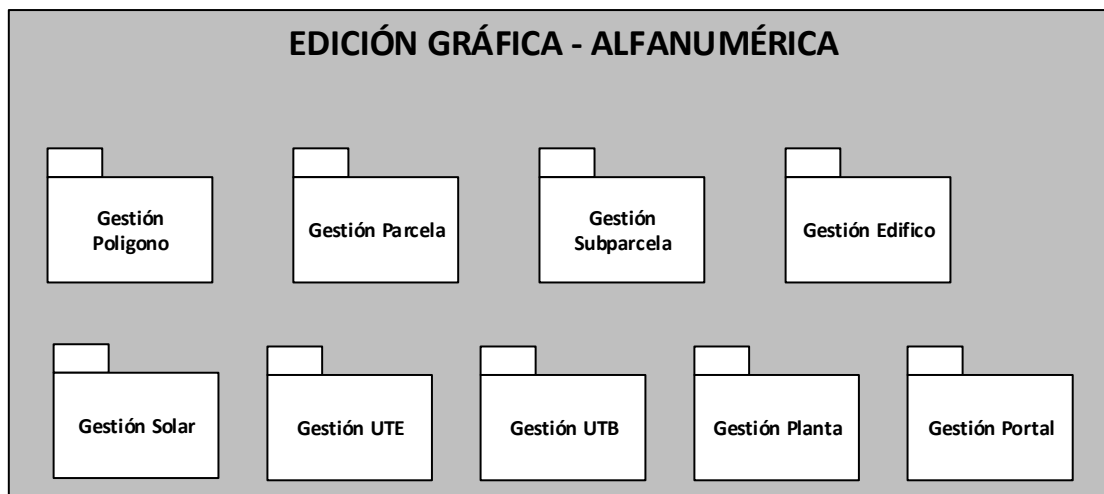 EDICIÓN GRÁFICA - ALFANUMÉRICA
Gestión
Poligono
Gestión Parcela
Gestión
Subparcela
Gestión Edifico
Gestión Solar
Gestión UTE
Gestión UTB
Gestión Planta
Gestión Portal